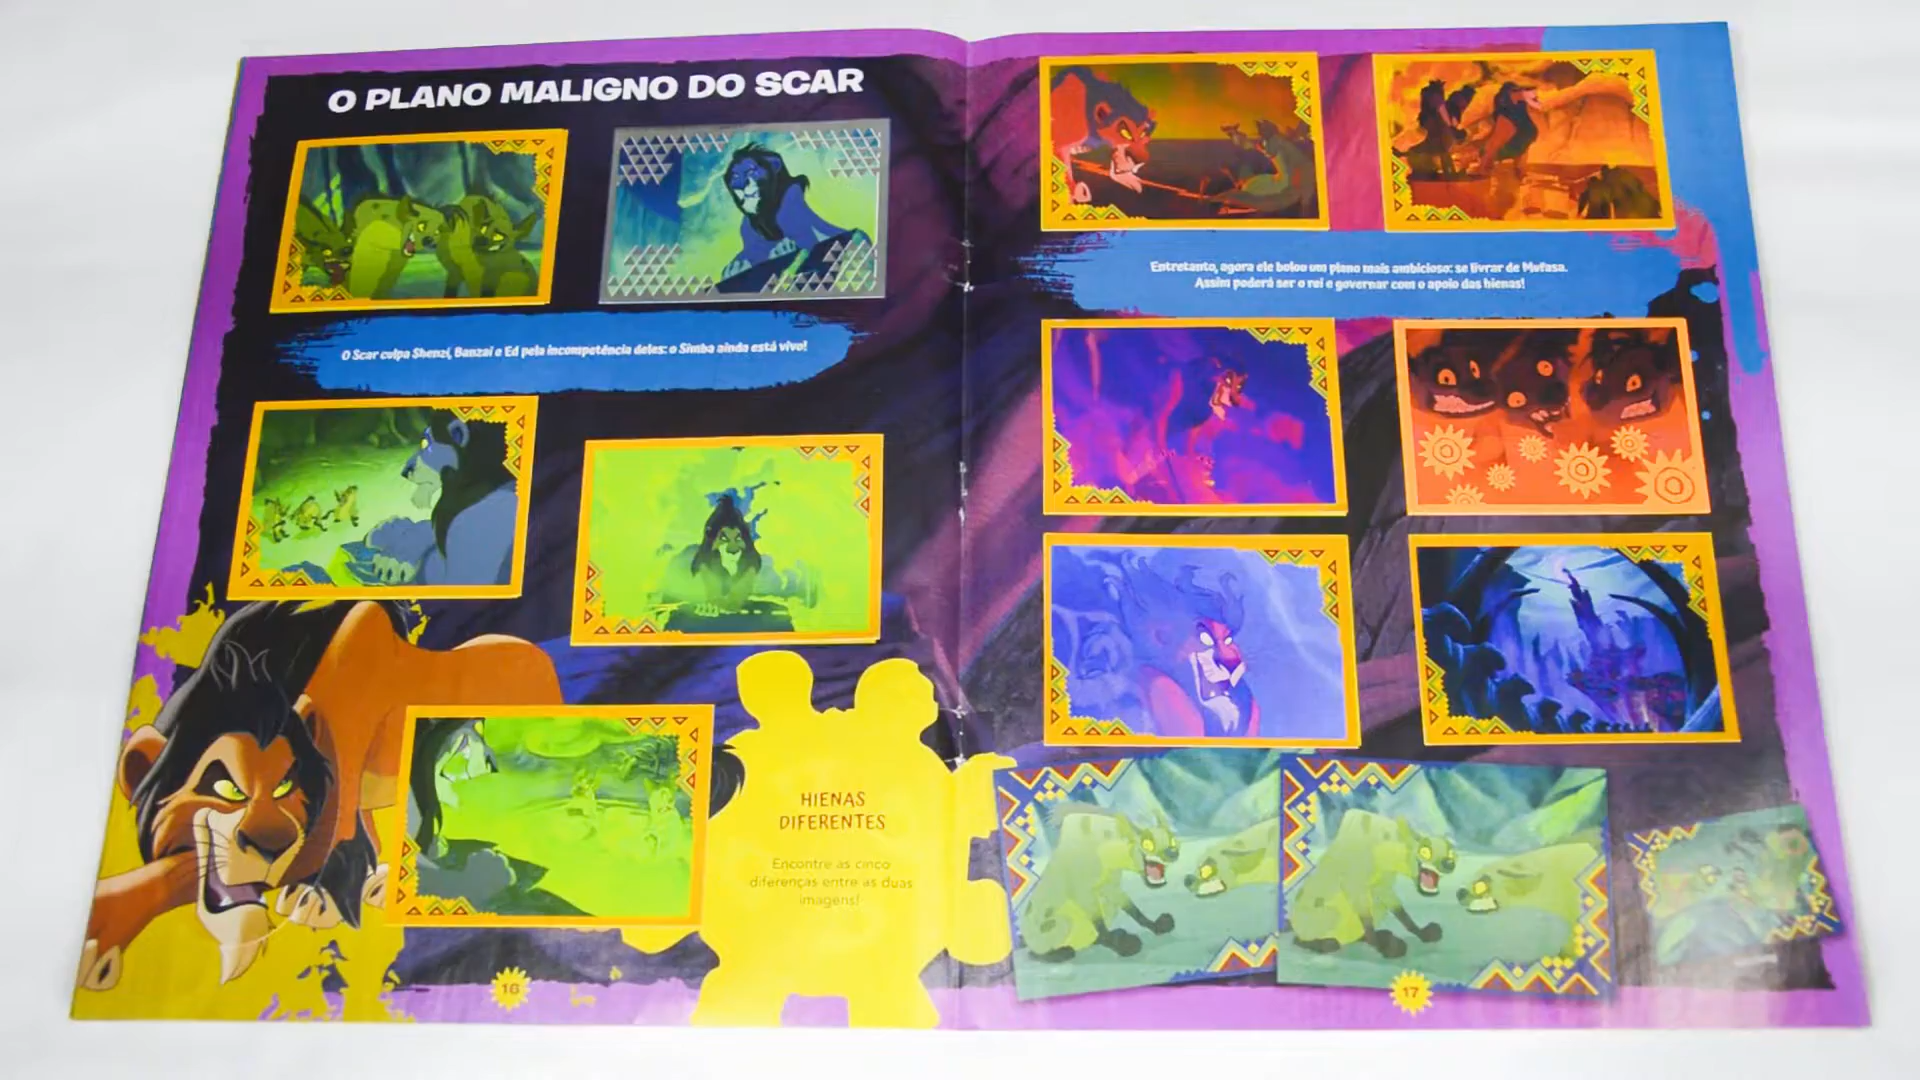 O PLANO MALIGNO DO SCAR
O Scar culpa Shenzi, Banzai e Ed pela incompetência deles: o Simba ainda está vivo!
HIENAS
DIFERENTES
Encontre as cinco
diferenças entre as duas
imagens!
16
Entretanto, agora ele bolou um plano mais ambicioso: se livrar de Mufasa.
Assim poderá ser o rei e governar com o apoio das hienas!
17